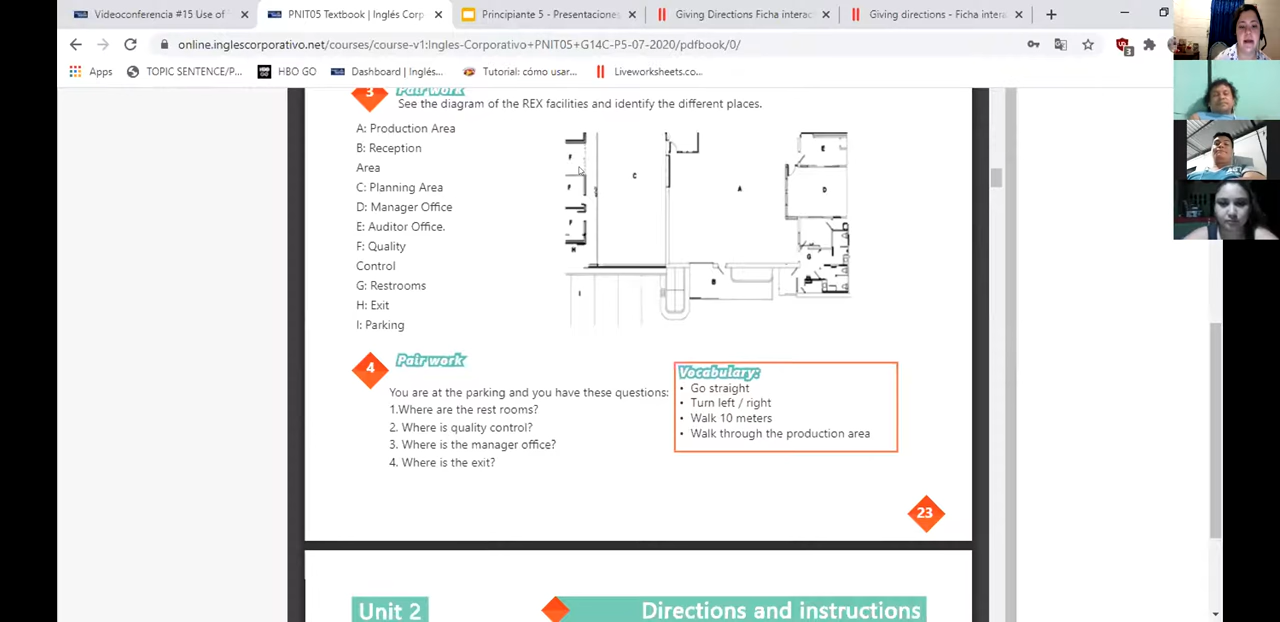 Videoconferencia #15 Use of
PNIT05 Textbook | Inglés Corp
Principiante 5 - Presentaciones
Giving Directions Ficha interac
Giving directions - Ficha intera
online.inglescorporativo.net/courses/course-v1:Ingles-Corporativo+PNIT05+G14C-P5-07-2020/pdfbook/0/
Apps
TOPIC SENTENCE/P...
HBO GO
Dashboard | Inglés...
Tutorial: cómo usar...
Liveworksheets.co...
3
Pair work
See the diagram of the REX facilities and identify the different places.
A: Production Area
B: Reception
Area
C: Planning Area
D: Manager Office
E: Auditor Office.
F: Quality
Control
G: Restrooms
H: Exit
I: Parking
F
F
F
H
C
A
E
D
G
B
I
4
Pair work
You are at the parking and you have these questions:
1.Where are the rest rooms?
2. Where is quality control?
3. Where is the manager office?
4. Where is the exit?
Vocabulary:
• Go straight
• Turn left / right
• Walk 10 meters
• Walk through the production area
23
Unit 2
Directions and instructions